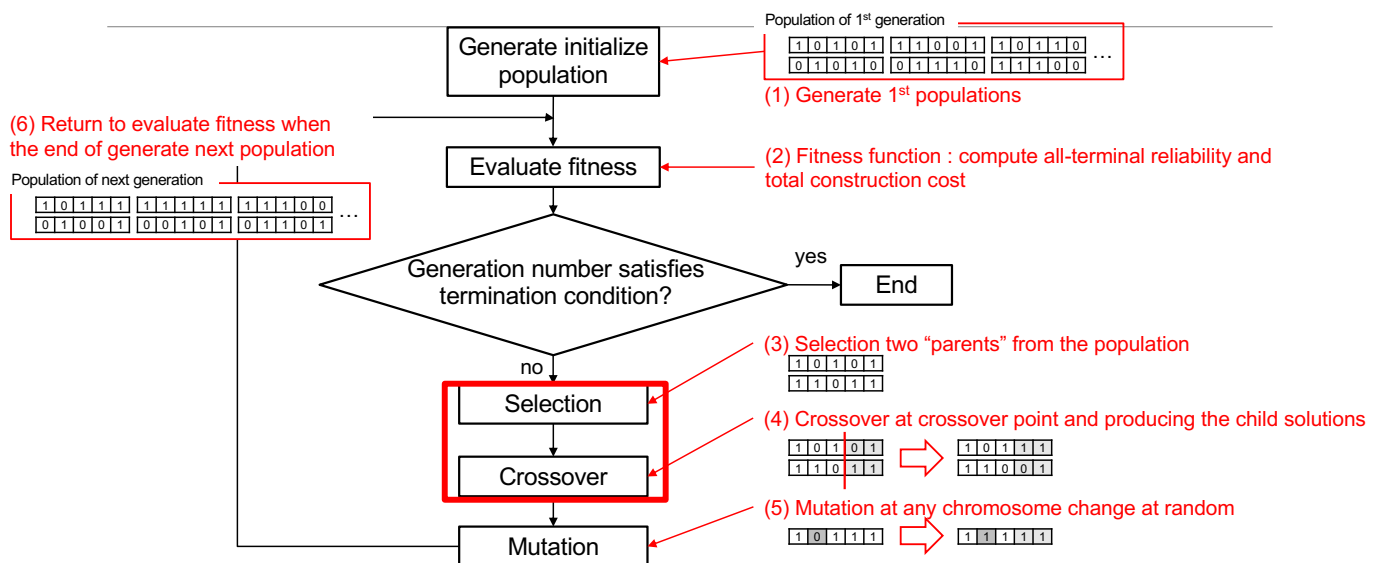 Population of 1st generation
Generate initialize
population
1 0 1 0 1 1 1 0 0 1 1 0 1 1 0
0 1 0 1 0 0 1 1 1 0 1 1 1 0 0 ...
(1) Generate 1st populations
(6) Return to evaluate fitness when
the end of generate next population
Evaluate fitness
(2) Fitness function : compute all-terminal reliability and
total construction cost
Population of next generation
1 0 1 1 1 1 1 1 1 1 1 1 1 0 0
0 1 0 0 1 0 0 1 0 1 0 1 1 0 1 ...
Generation number satisfies
termination condition?
yes
End
no
(3) Selection two “parents” from the population
1 0 1 0 1
1 1 0 1 1
Selection
(4) Crossover at crossover point and producing the child solutions
1 0 1 0 1 1 0 1 1 1
1 1 0 1 1 1 1 0 0 1
Crossover
(5) Mutation at any chromosome change at random
1 0 1 1 1 1 1 1 1 1
Mutation